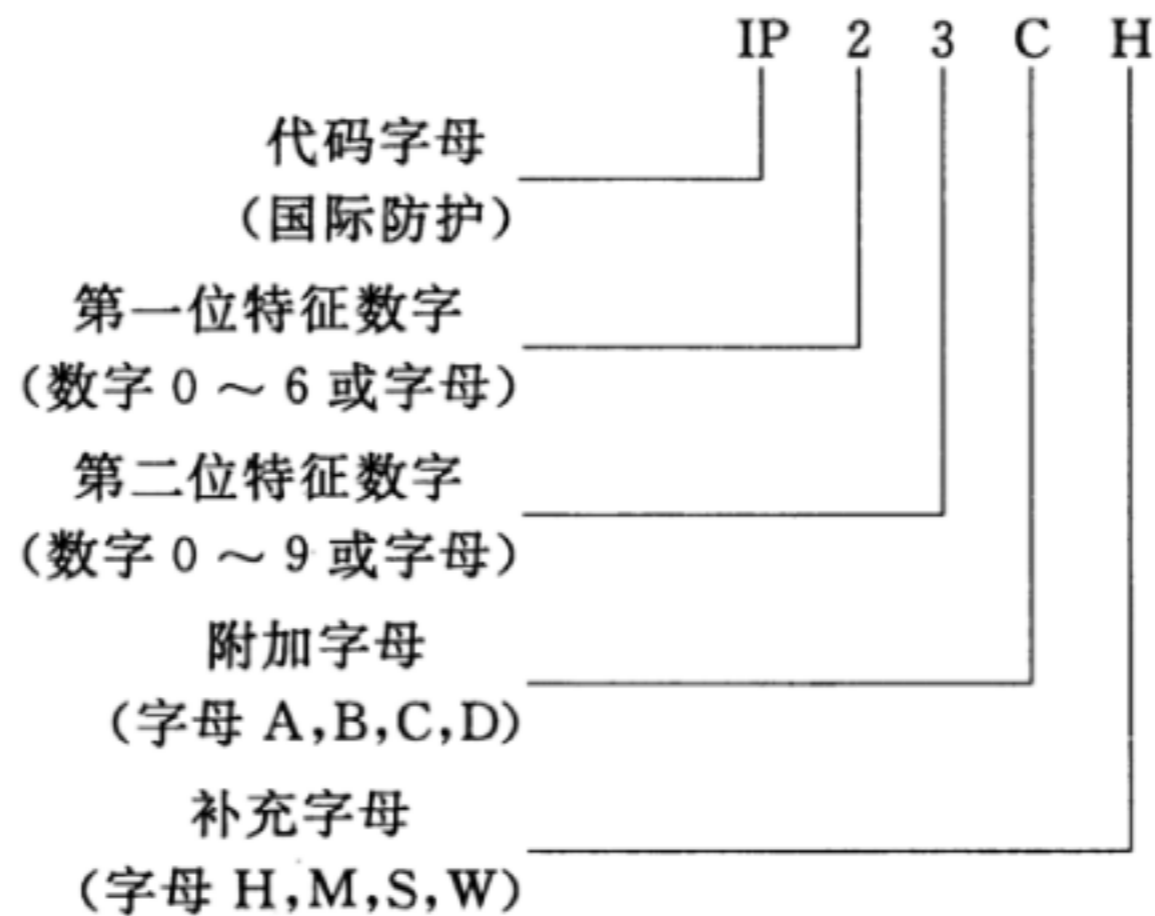 IP 2 3 C H
代码字母
(国际防护)
第一位特征数字
(数字 0 ～ 6 或字母)
第二位特征数字
(数字 0 ～ 9 或字母)
附加字母
(字母 A,B,C,D)
补充字母
(字母 H,M,S,W)